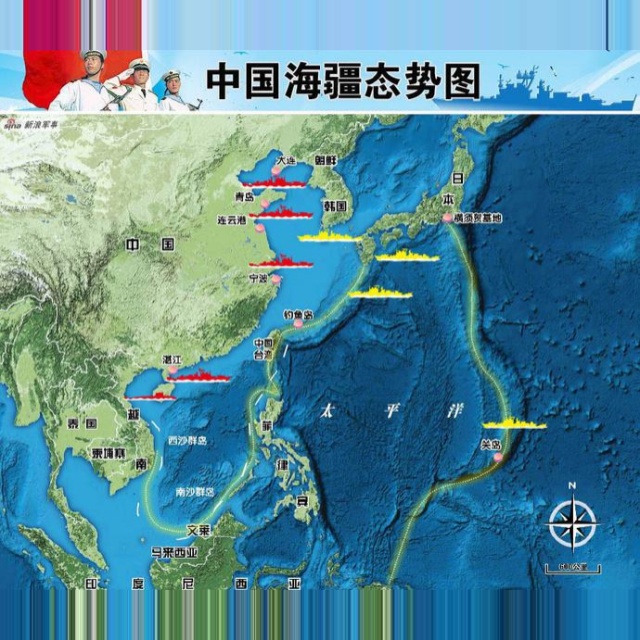 中国海疆态势图
sina 新浪军事
大连
朝鲜
日本
青岛
韩国
横须贺基地
连云港
中国
宁波
钓鱼岛
中国
台湾
湛江
太平洋
越南
菲律宾
泰国
西沙群岛
柬埔寨
关岛
南沙群岛
N
文莱
马来西亚
印度尼西亚